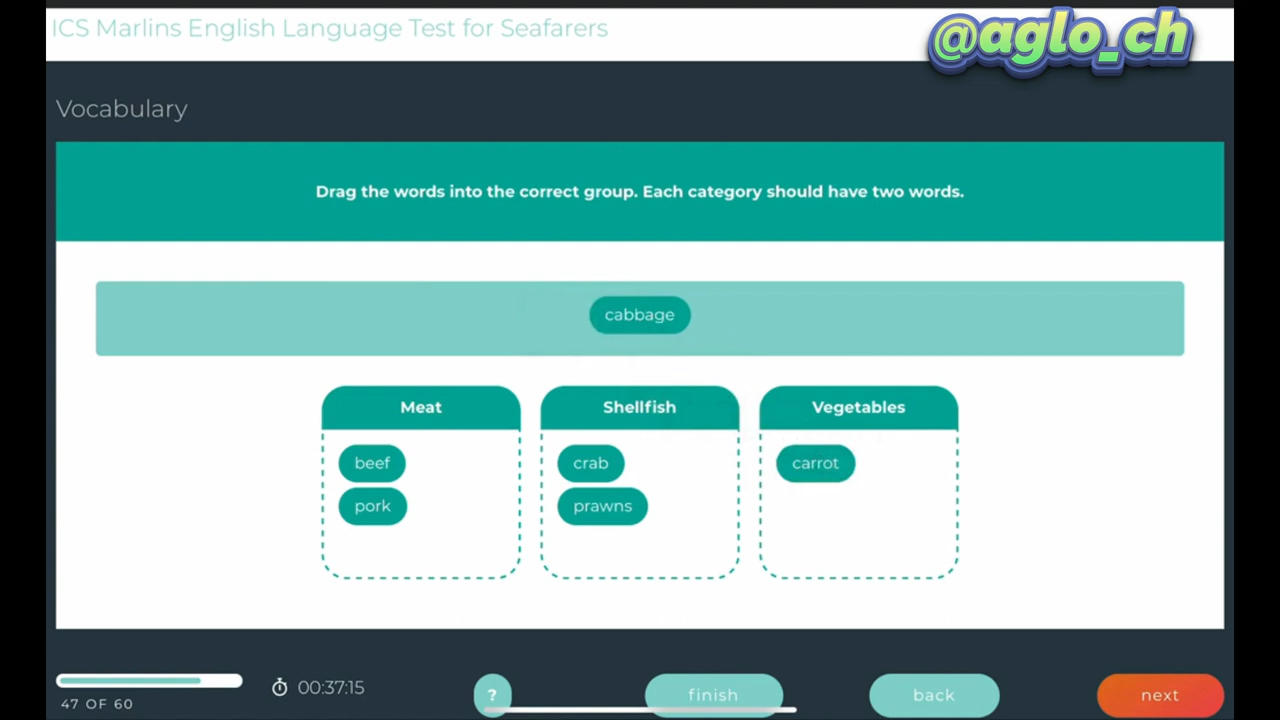 ICS Marlins English Language Test for Seafarers
@aglo_ch
Vocabulary
Drag the words into the correct group. Each category should have two words.
cabbage
Meat
Shellfish
Vegetables
beef
crab
carrot
pork
prawns
47 OF 60
00:37:15
?
finish
back
next